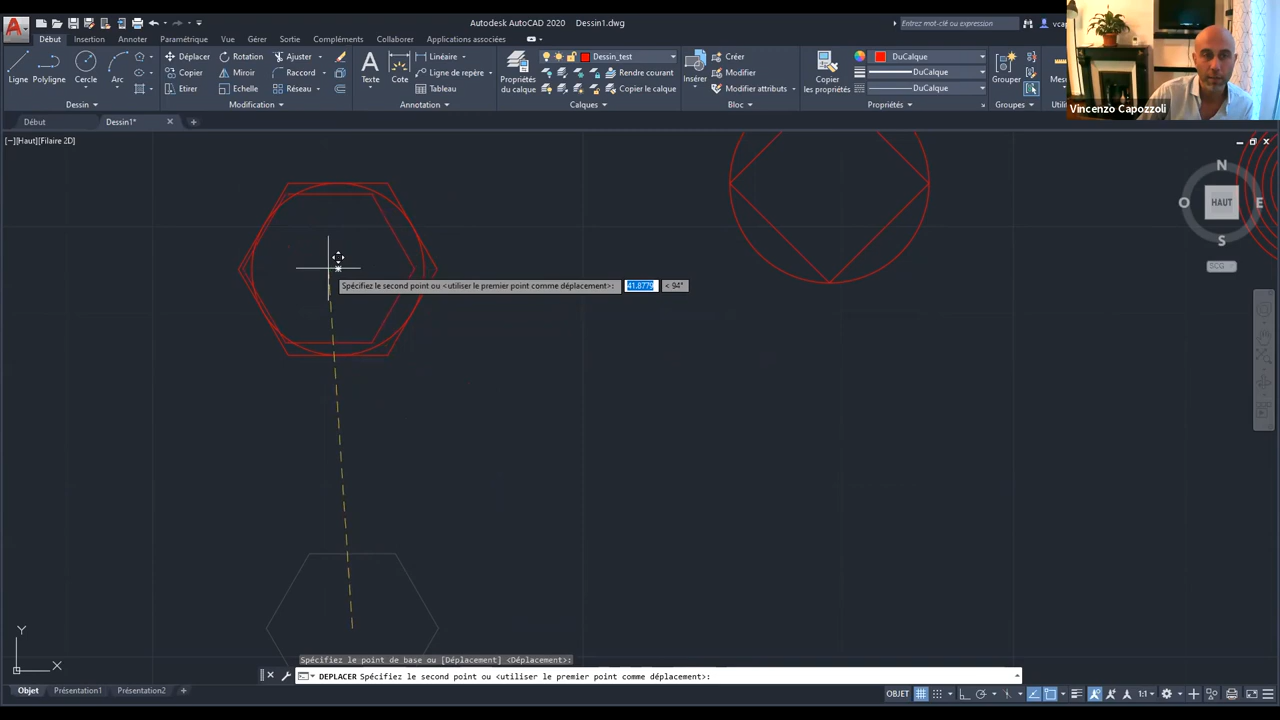 Autodesk AutoCAD 2020 Dessin1.dwg
Entrez mot-clé ou expression
Début Insertion Annoter Paramétrique Vue Gérer Sortie Compléments Collaborer Express Tools Applications associées
Ligne Polyligne Cercle Arc
Déplacer Rotation Ajuster
Copier Miroir Raccord
Etirer Echelle Réseau
Texte Cote
Linéaire
Ligne de repère
Tableau
Propriétés du calque
Dessin_test
Rendre courant
Copier le calque
Insérer
Créer
Modifier
Modifier attributs
Copier les propriétés
DuCalque
DuCalque
DuCalque
Grouper
Dessin Modification Annotation Calques Bloc Propriétés Groupes
Vincenzo Capozzoli
Début Dessin1*
[−][Haut][Filaire 2D]
N
O HAUT E
S
SCG
Spécifiez le second point ou <utiliser le premier point comme déplacement>: 41.8779 < 94°
Y
X
Spécifiez le point de base ou [Déplacement] <Déplacement>:
DEPLACER Spécifiez le second point ou <utiliser le premier point comme déplacement>:
Objet Présentation1 Présentation2
OBJET 1:1